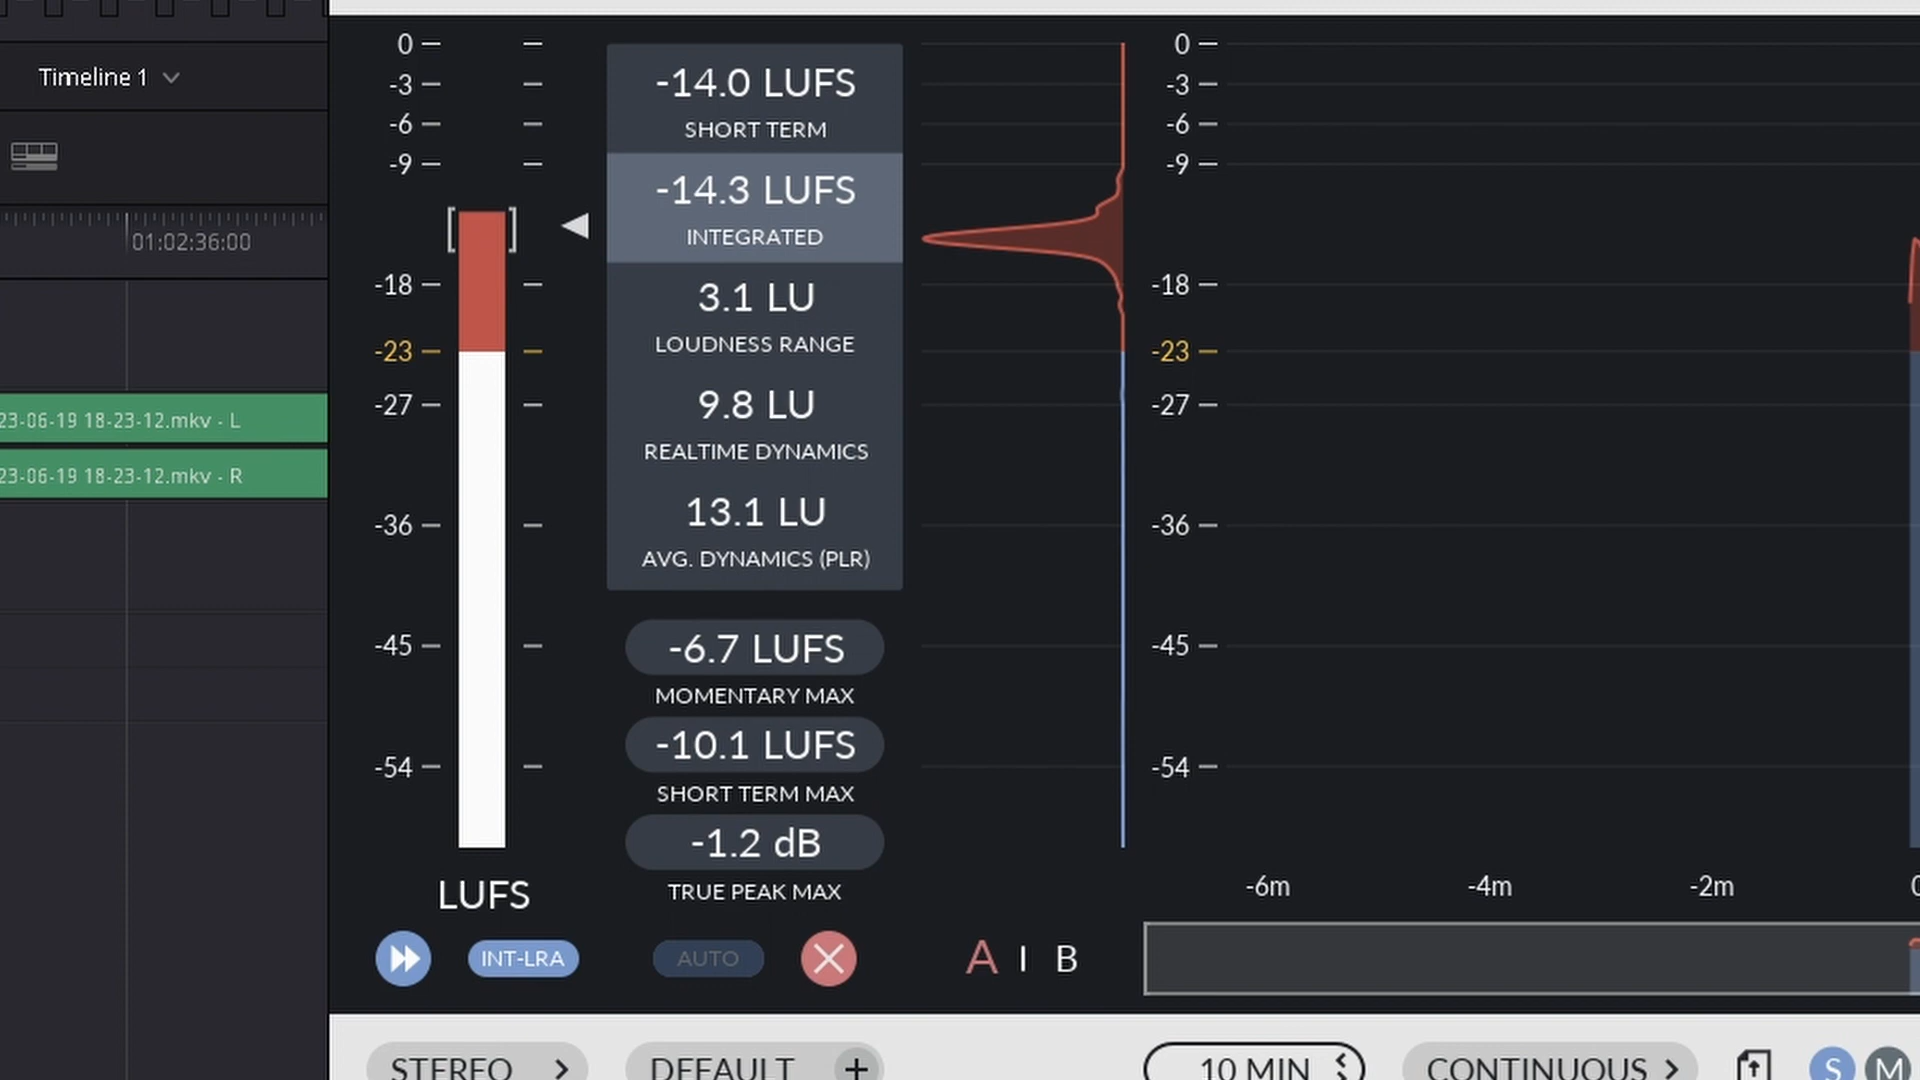 Timeline 1
01:02:36:00
23-06-19 18-23-12.mkv - L
23-06-19 18-23-12.mkv - R
0
-3
-6
-9
-18
-23
-27
-36
-45
-54
LUFS
-14.0 LUFS
SHORT TERM
-14.3 LUFS
INTEGRATED
3.1 LU
LOUDNESS RANGE
9.8 LU
REALTIME DYNAMICS
13.1 LU
AVG. DYNAMICS (PLR)
-6.7 LUFS
MOMENTARY MAX
-10.1 LUFS
SHORT TERM MAX
-1.2 dB
TRUE PEAK MAX
0
-3
-6
-9
-18
-23
-27
-36
-45
-54
-6m -4m -2m 0
INT-LRA AUTO A I B
STEREO DEFAULT + 10 MIN CONTINUOUS S M